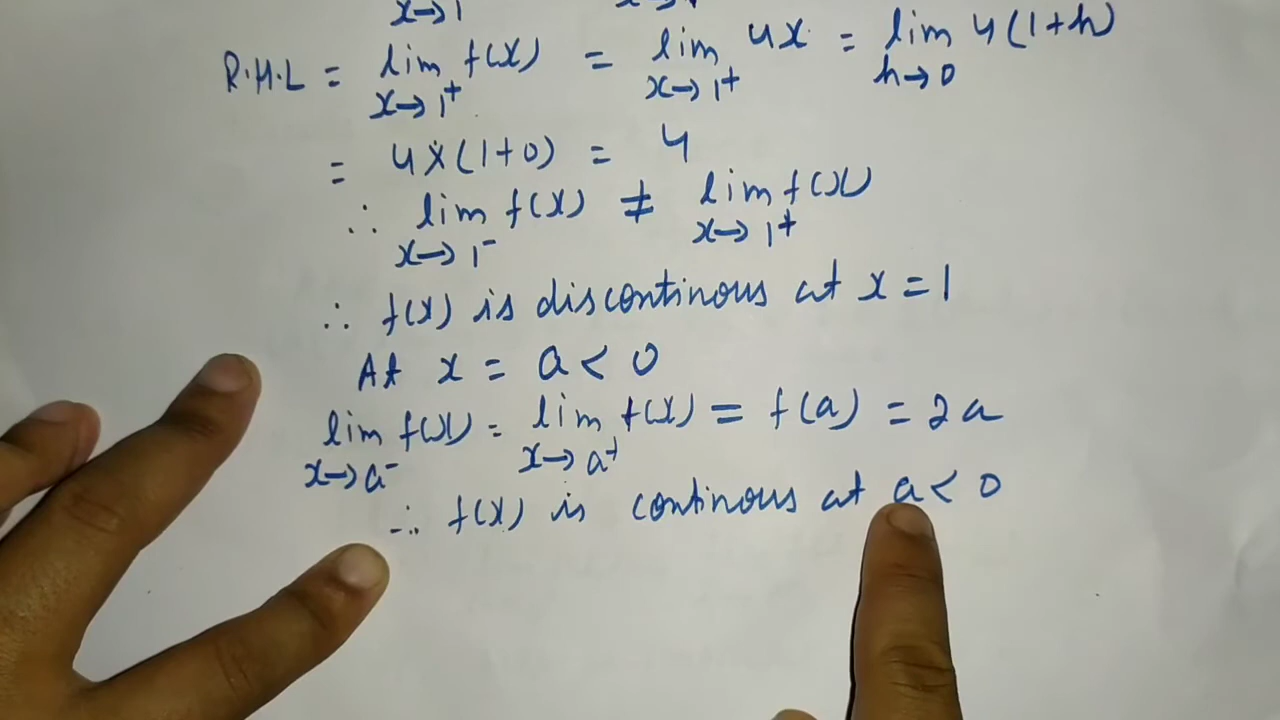 x→1
R.H.L = lim f(x) = lim 4x = lim 4(1+h)
x→1⁺ x→1⁺ h→0
= 4×(1+0) = 4
∴ lim f(x) ≠ lim f(x)
x→1⁻ x→1⁺
∴ f(x) is discontinous at x = 1
At x = a < 0
lim f(x) = lim f(x) = f(a) = 2a
x→a⁻ x→a⁺
∴ f(x) is continous at a < 0